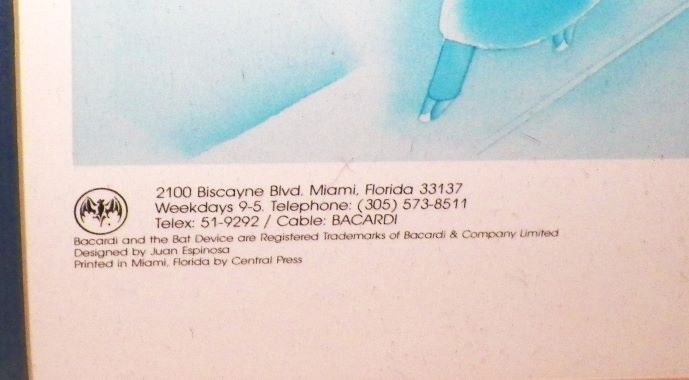 2100 Biscayne Blvd. Miami, Florida 33137
Weekdays 9-5. Telephone: (305) 573-8511
Telex: 51-9292 / Cable: BACARDI
Bacardi and the Bat Device are Registered Trademarks of Bacardi & Company Limited
Designed by Juan Espinosa
Printed in Miami, Florida by Central Press